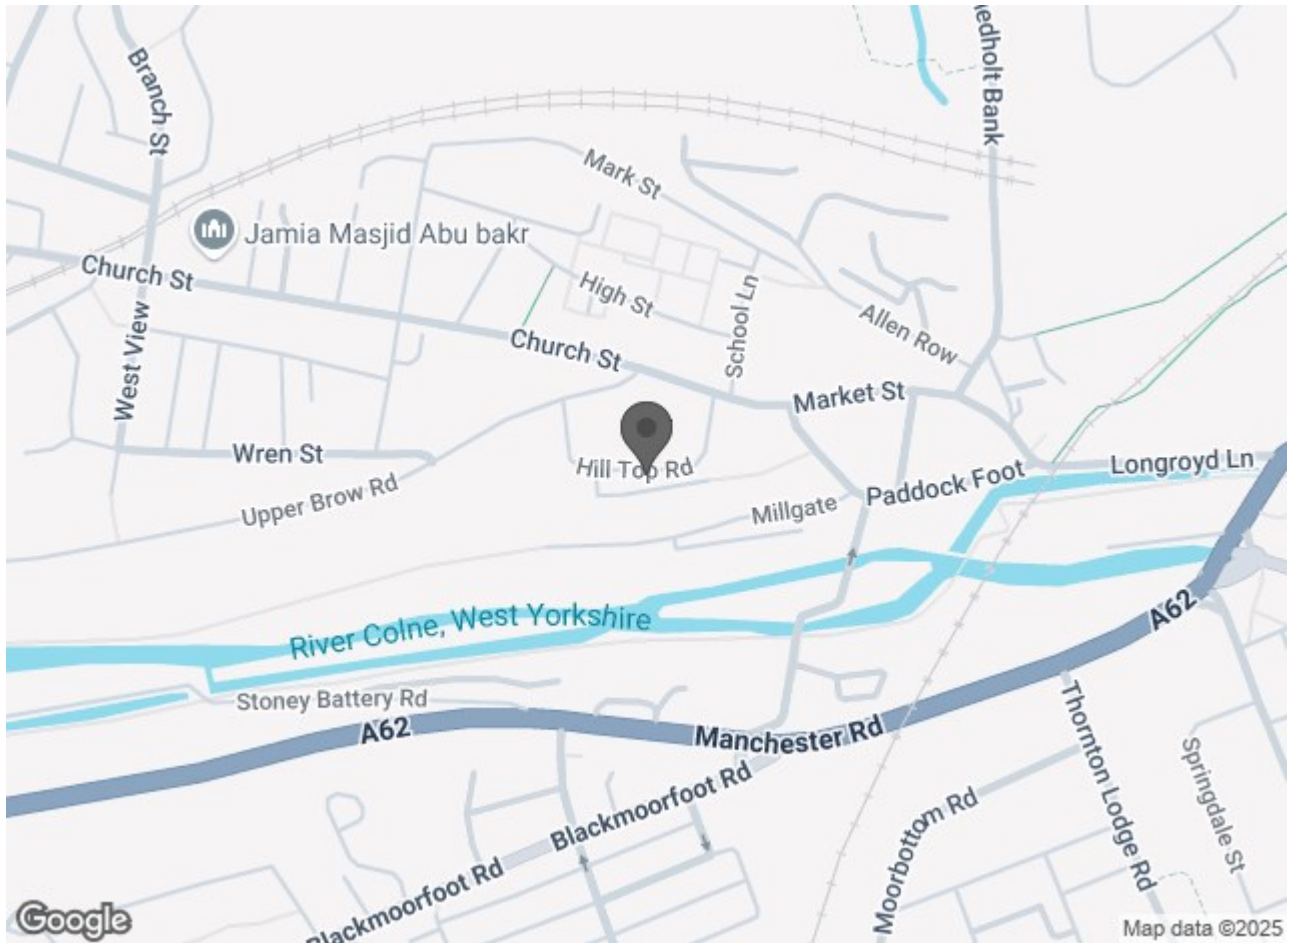 edholt Bank
Branch St
Mark St
Jamia Masjid Abu bakr
Church St
High St
School Ln
Allen Row
West View
Church St
Market St
Wren St
Hill Top Rd
Longroyd Ln
Upper Brow Rd
Millgate
Paddock Foot
River Colne, West Yorkshire
A62
Stoney Battery Rd
A62
Manchester Rd
Thornton Lodge Rd
Springdale St
Blackmoorfoot Rd
Moorbottom Rd
Blackmoorfoot Rd
Google
Map data ©2025